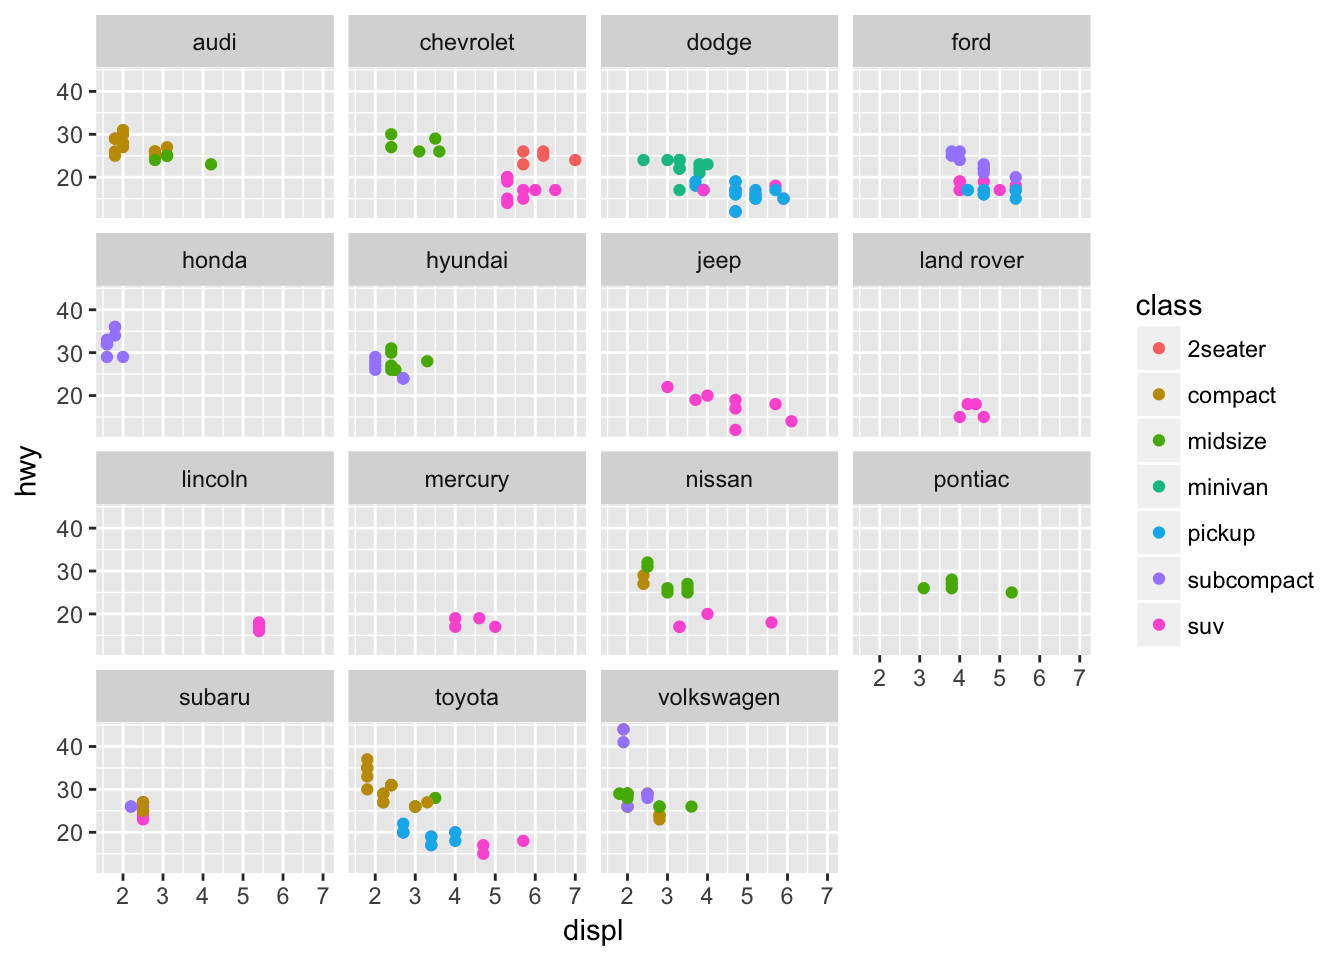 audi chevrolet dodge ford
40
30
20
honda hyundai jeep land rover
40
30
20
lincoln mercury nissan pontiac
40
30
20
2 3 4 5 6 7
subaru toyota volkswagen
40
30
20
2 3 4 5 6 7 2 3 4 5 6 7 2 3 4 5 6 7
displ
hwy
class
2seater
compact
midsize
minivan
pickup
subcompact
suv